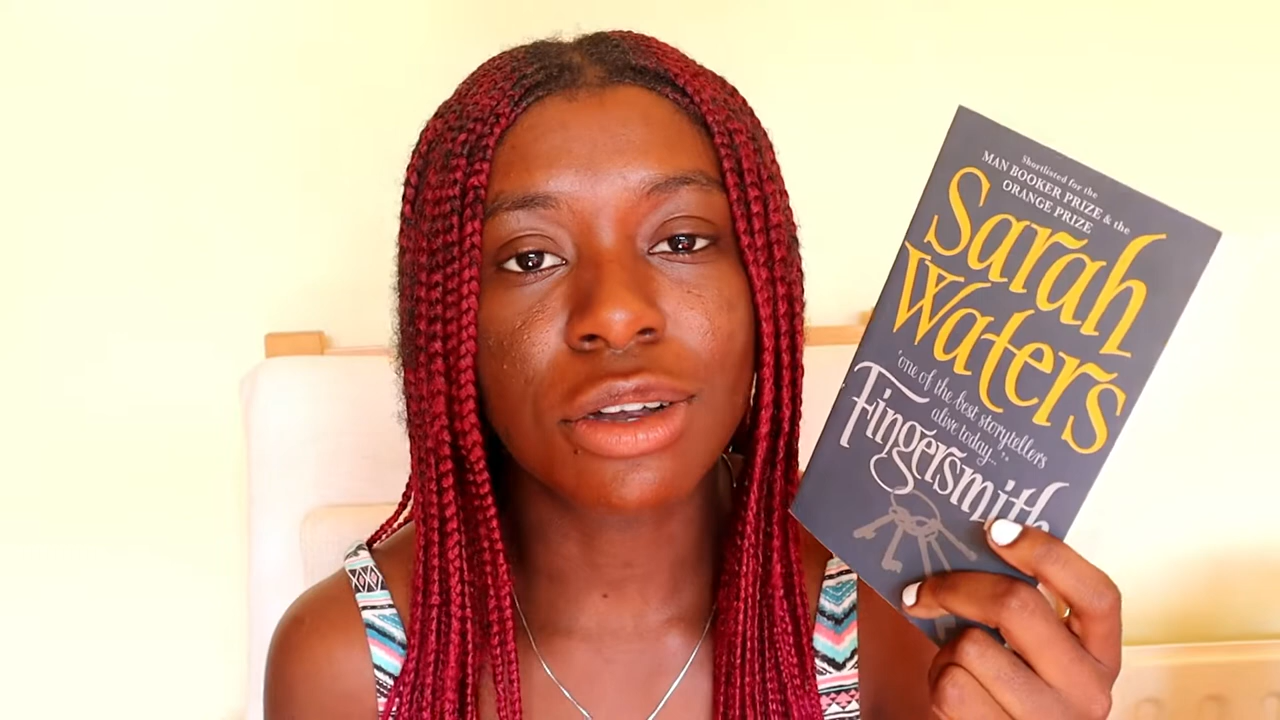 Shortlisted for the
MAN BOOKER PRIZE & the
ORANGE PRIZE
Sarah
Waters
'one of the best storytellers
alive today...'
Fingersmith